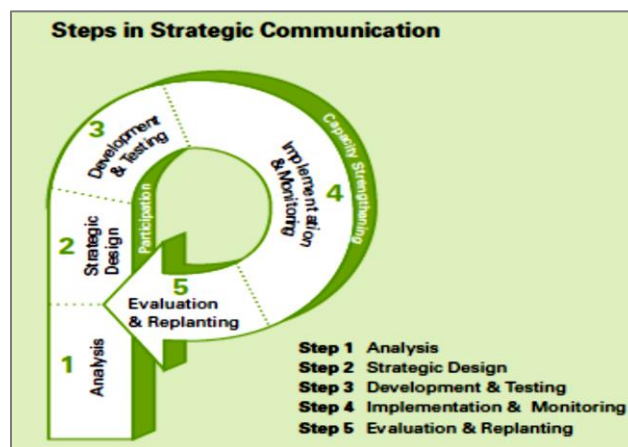 Steps in Strategic Communication
3
Development
& Testing
Implementation
& Monitoring
4
Capacity Strengthening
Participation
2
Strategic
Design
5
Evaluation
& Replanting
1
Analysis
Step 1 Analysis
Step 2 Strategic Design
Step 3 Development & Testing
Step 4 Implementation & Monitoring
Step 5 Evaluation & Replanting